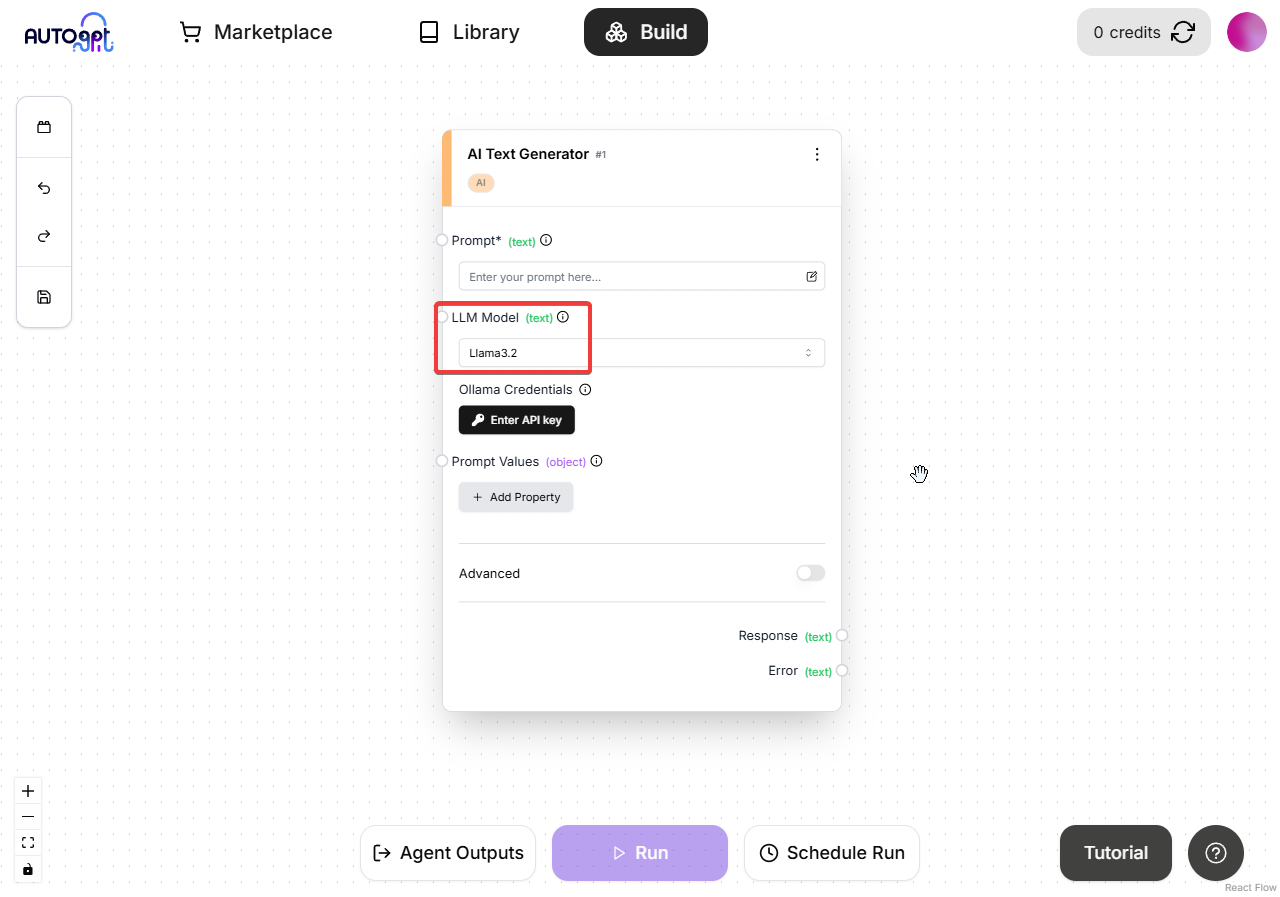 AUTOgpt
Marketplace
Library
Build
0 credits
AI Text Generator #1
AI
Prompt* (text)
Enter your prompt here...
LLM Model (text)
Llama3.2
Ollama Credentials
Enter API key
Prompt Values (object)
+ Add Property
Advanced
Response (text)
Error (text)
Agent Outputs
Run
Schedule Run
Tutorial
React Flow